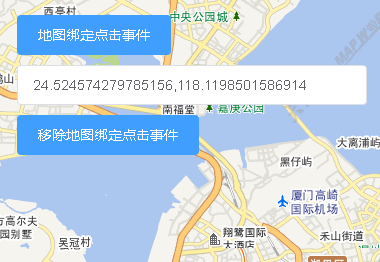 西亭村
中央公园城
地图绑定点击事件
24.524574279785156,118.1198501586914
南福堂
嘉庚公园
移除地图绑定点击事件
大离浦屿
黑仔屿
厦门高崎
国际机场
方高尔夫
园别墅
吴冠村
翔鹭国际
大酒店
禾山街道